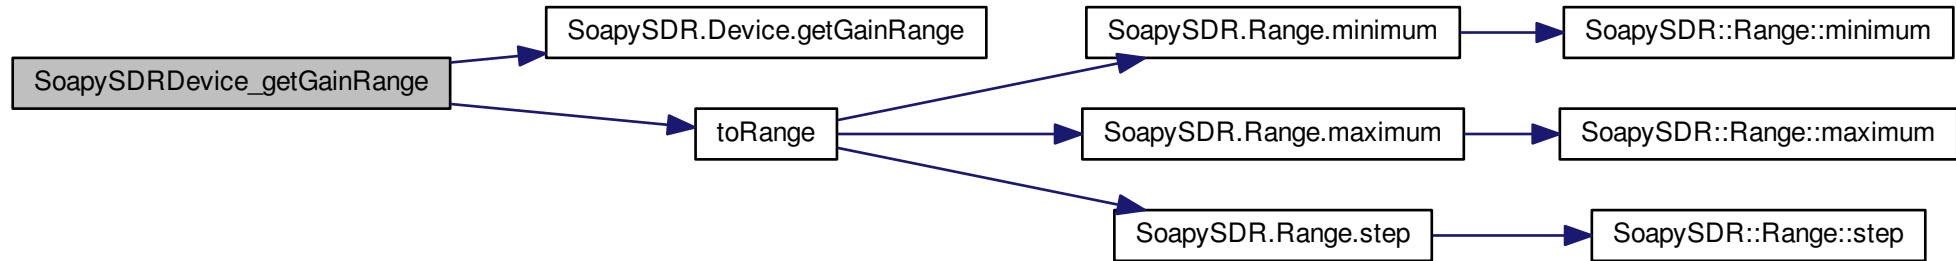 SoapySDRDevice_getGainRange
SoapySDR.Device.getGainRange
toRange
SoapySDR.Range.minimum
SoapySDR::Range::minimum
SoapySDR.Range.maximum
SoapySDR::Range::maximum
SoapySDR.Range.step
SoapySDR::Range::step